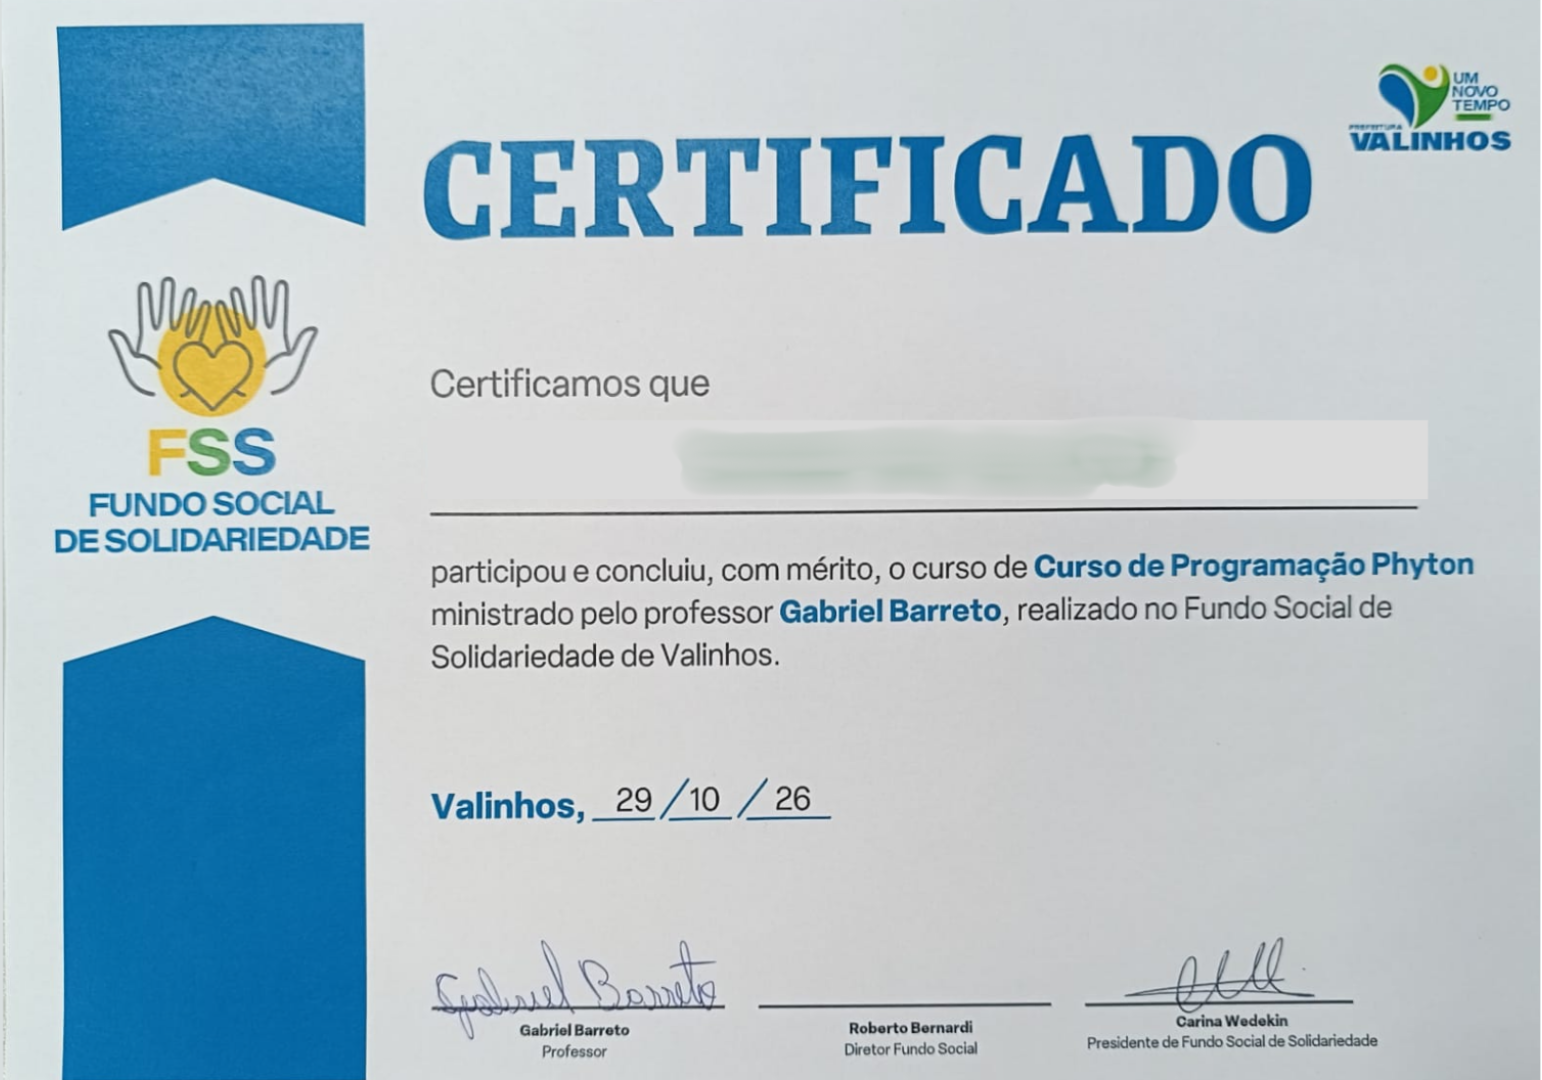 CERTIFICADO
UM
NOVO
TEMPO
PREFEITURA
VALINHOS
FSS
FUNDO SOCIAL
DE SOLIDARIEDADE
Certificamos que
participou e concluiu, com mérito, o curso de Curso de Programação Phyton
ministrado pelo professor Gabriel Barreto, realizado no Fundo Social de
Solidariedade de Valinhos.
Valinhos, 29/10/26
Gabriel Barreto
Gabriel Barreto
Professor
Roberto Bernardi
Diretor Fundo Social
Carina Wedekin
Presidente de Fundo Social de Solidariedade